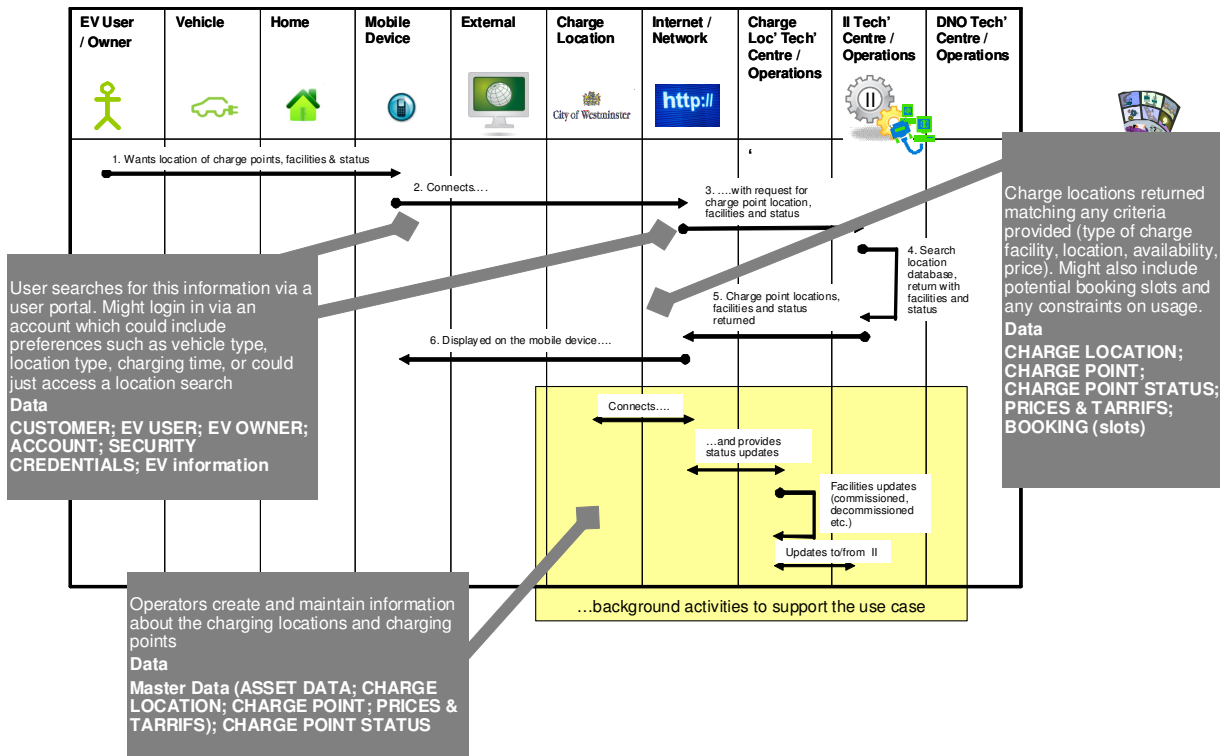 EV User
/ Owner
Vehicle
Home
Mobile
Device
External
Charge
Location
Internet /
Network
Charge
Loc' Tech'
Centre /
Operations
II Tech'
Centre /
Operations
DNO Tech'
Centre /
Operations
City of Westminster
http://
II
‘
1. Wants location of charge points, facilities & status
2. Connects….
3. ….with request for
charge point location,
facilities and status
4. Search
location
database,
return with
facilities and
status
5. Charge point locations,
facilities and status
returned
6. Displayed on the mobile device….
Connects….
…and provides
status updates
Facilities updates
(commissioned,
decommissioned
etc.)
Updates to/from II
…background activities to support the use case
User searches for this information via a
user portal. Might login in via an
account which could include
preferences such as vehicle type,
location type, charging time, or could
just access a location search
Data
CUSTOMER; EV USER; EV OWNER;
ACCOUNT; SECURITY
CREDENTIALS; EV information
Charge locations returned
matching any criteria
provided (type of charge
facility, location, availability,
price). Might also include
potential booking slots and
any constraints on usage.
Data
CHARGE LOCATION;
CHARGE POINT;
CHARGE POINT STATUS;
PRICES & TARRIFS;
BOOKING (slots)
Operators create and maintain information
about the charging locations and charging
points
Data
Master Data (ASSET DATA; CHARGE
LOCATION; CHARGE POINT; PRICES &
TARRIFS); CHARGE POINT STATUS